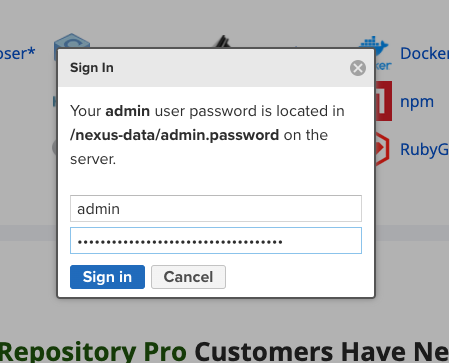 oser*
Docker
npm
RubyG
Sign In
Your admin user password is located in
/nexus-data/admin.password on the
server.
admin
••••••••••••••••••••••••••••••••••••
Sign in
Cancel
Repository Pro Customers Have Ne